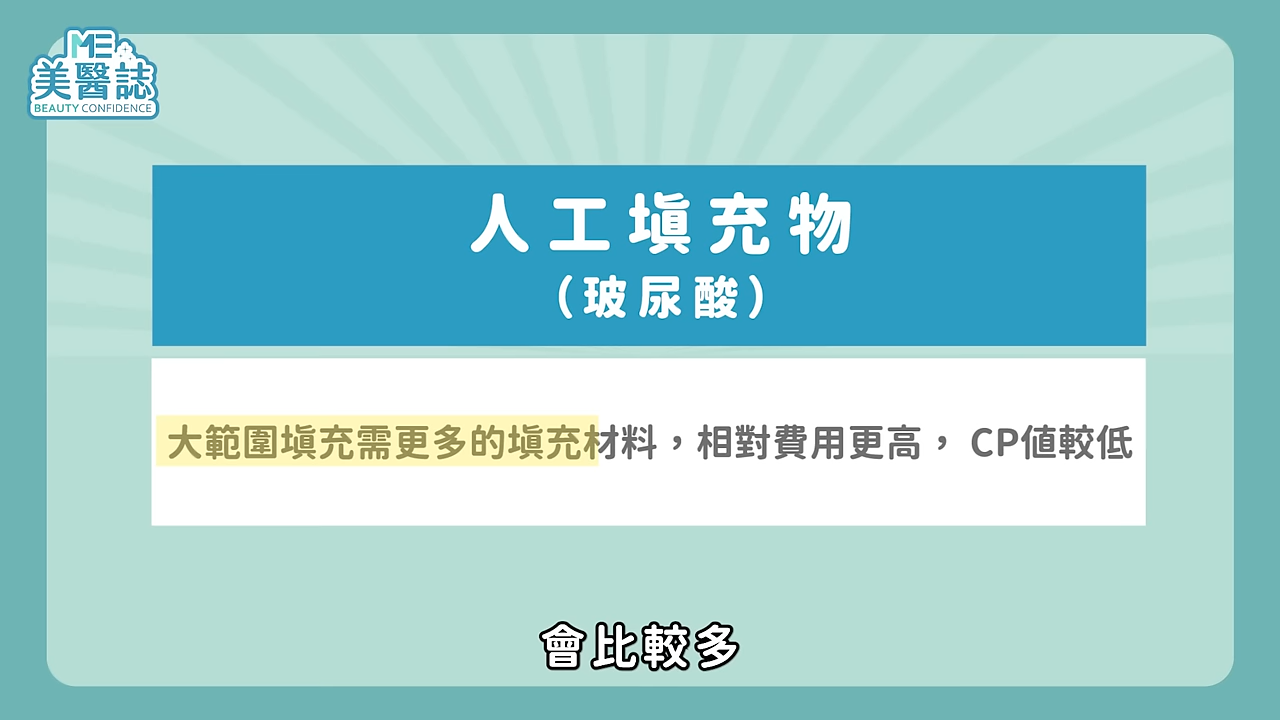 ME
美醫誌
BEAUTY CONFIDENCE
人工填充物
（玻尿酸）
大範圍填充需更多的填充材料，相對費用更高， CP值較低
會比較多